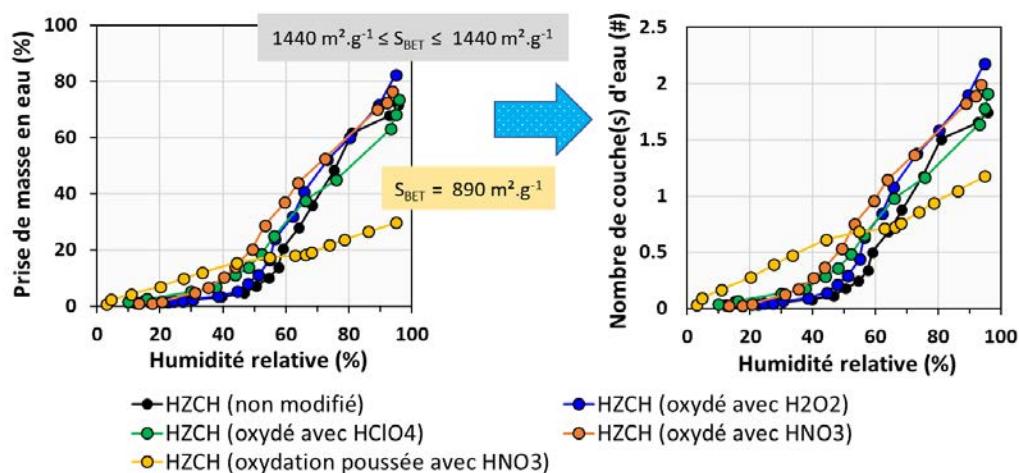 1440 m².g⁻¹ ≤ S_BET ≤ 1440 m².g⁻¹
S_BET = 890 m².g⁻¹
Prise de masse en eau (%)
100
80
60
40
20
0
0 20 40 60 80 100
Humidité relative (%)
Nombre de couche(s) d'eau (#)
2.5
2
1.5
1
0.5
0
0 20 40 60 80 100
Humidité relative (%)
HZCH (non modifié)
HZCH (oxydé avec H2O2)
HZCH (oxydé avec HClO4)
HZCH (oxydé avec HNO3)
HZCH (oxydation poussée avec HNO3)